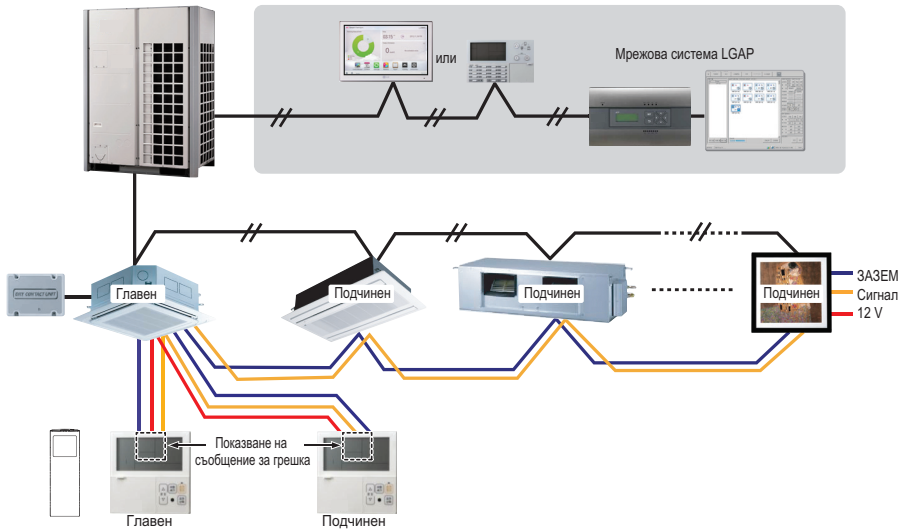 или
Мрежова система LGAP
Главен
Подчинен
Подчинен
Подчинен
ЗАЗЕМ
Сигнал
12 V
Показване на
съобщение за грешка
Главен
Подчинен